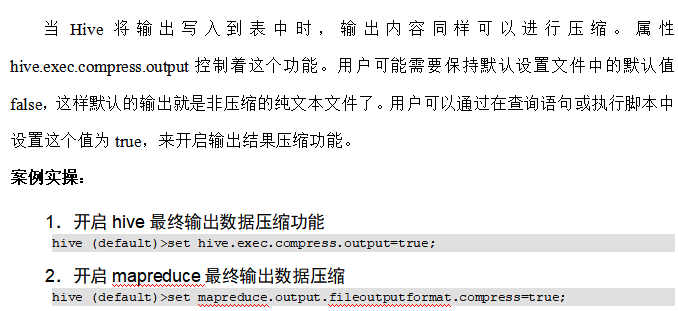 当 Hive 将输出写入到表中时，输出内容同样可以进行压缩。属性
hive.exec.compress.output 控制着这个功能。用户可能需要保持默认设置文件中的默认值
false，这样默认的输出就是非压缩的纯文本文件了。用户可以通过在查询语句或执行脚本中
设置这个值为 true，来开启输出结果压缩功能。
案例实操：
1．开启 hive 最终输出数据压缩功能
hive (default)>set hive.exec.compress.output=true;
2．开启 mapreduce 最终输出数据压缩
hive (default)>set mapreduce.output.fileoutputformat.compress=true;